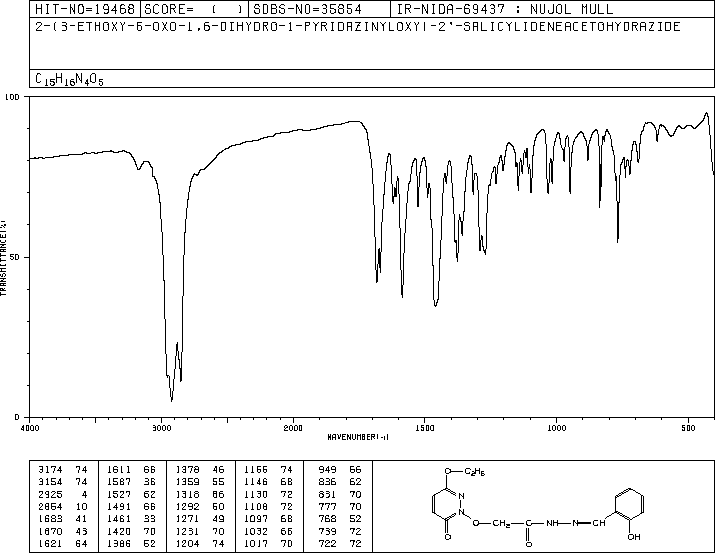 HIT-NO=19468 SCORE= ( ) SDBS-NO=35854 IR-NIDA-69437 : NUJOL MULL
2-(3-ETHOXY-6-OXO-1,6-DIHYDRO-1-PYRIDAZINYLOXY)-2'-SALICYLIDENEACETOHYDRAZIDE
C15H16N4O5
100
50
0
TRANSMITTANCE(%)
4000 3000 2000 1500 1000 500
WAVENUMBER(-1)
3174 74 1611 66 1378 46 1166 74 949 66
3154 74 1587 36 1359 55 1146 68 836 62
2925 4 1527 62 1318 86 1130 72 831 70
2854 10 1491 66 1292 60 1108 72 777 70
1683 41 1461 33 1271 49 1097 68 768 52
1670 43 1420 70 1231 70 1032 66 739 72
1621 64 1386 52 1204 74 1017 70 722 72
O-C2H5
N
N-O-CH2-C-NH-N=CH
O
O
OH